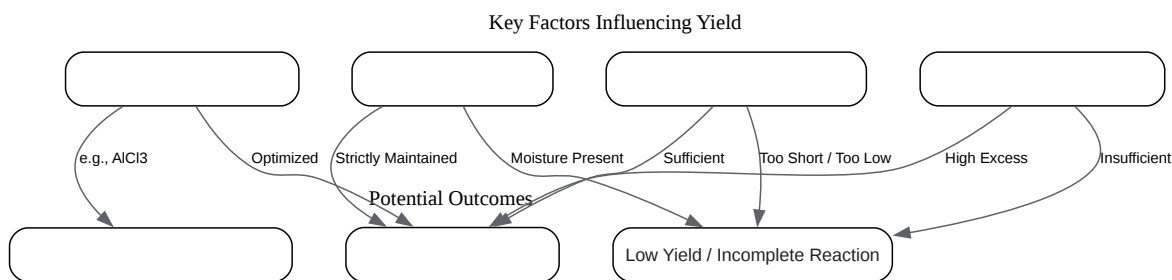 Key Factors Influencing Yield
e.g., AlCl3
Optimized
Strictly Maintained
Moisture Present
Sufficient
Too Short / Too Low
High Excess
Insufficient
Potential Outcomes
Low Yield / Incomplete Reaction